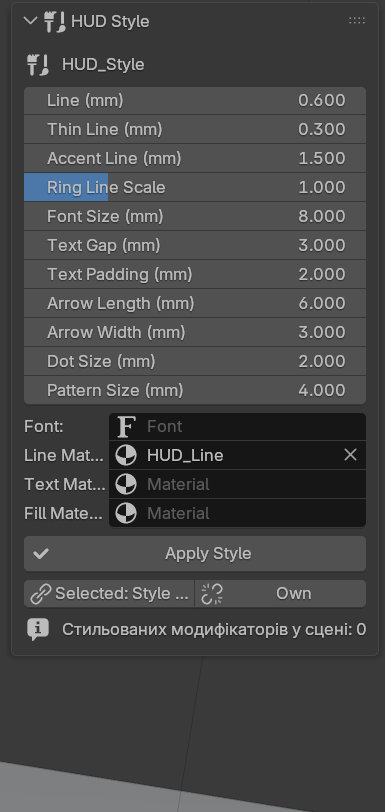 HUD Style
HUD_Style
Line (mm) 0.600
Thin Line (mm) 0.300
Accent Line (mm) 1.500
Ring Line Scale 1.000
Font Size (mm) 8.000
Text Gap (mm) 3.000
Text Padding (mm) 2.000
Arrow Length (mm) 6.000
Arrow Width (mm) 3.000
Dot Size (mm) 2.000
Pattern Size (mm) 4.000
Font: Font
Line Mat... HUD_Line
Text Mat... Material
Fill Mate... Material
Apply Style
Selected: Style ... Own
Стильованих модифікаторів у сцені: 0